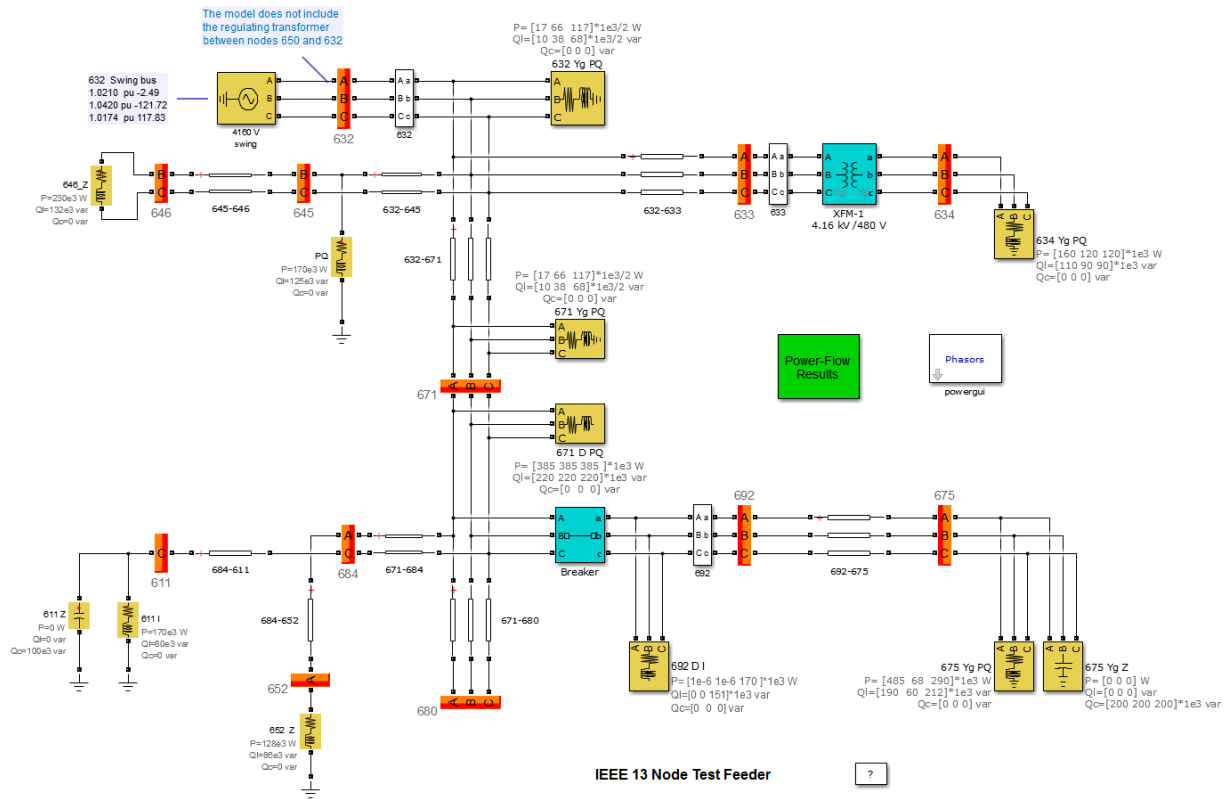 The model does not include
the regulating transformer
between nodes 650 and 632
P= [17 66 117]*1e3/2 W
Ql=[10 38 68]*1e3/2 var
Qc=[0 0 0] var
632 Yg PQ
A
B
C
632 Swing bus
1.0210 pu -2.49
1.0420 pu -121.72
1.0174 pu 117.83
A
B
C
4160 V
swing
A
B
C
632
A a
B b
C c
632
646_Z
P=230e3 W
Ql=132e3 var
Qc=0 var
B
C
646
645-646
B
C
645
632-645
PQ
P=170e3 W
Ql=125e3 var
Qc=0 var
632-633
A
B
C
633
A a
B b
C c
633
A a
B b
C c
Yg Yg
XFM-1
4.16 kV/480 V
A
B
C
634
A B C
634 Yg PQ
P= [160 120 120]*1e3 W
Ql=[110 90 90]*1e3 var
Qc=[0 0 0] var
632-671
P= [17 66 117]*1e3/2 W
Ql=[10 38 68]*1e3/2 var
Qc=[0 0 0] var
671 Yg PQ
A
B
C
Power-Flow
Results
Phasors
powergui
671
A B C
A
B
C
671 D PQ
P= [385 385 385 ]*1e3 W
Ql=[220 220 220]*1e3 var
Qc=[0 0 0] var
A a
B b
C c
Breaker
A a
B b
C c
692
692
A
B
C
692-675
675
A
B
C
C
611
684-611
A
C
684
671-684
611 Z
P=0 W
Ql=0 var
Qc=100e3 var
611 I
P=170e3 W
Ql=80e3 var
Qc=0 var
684-652
671-680
652
A
680
A B C
652 Z
P=128e3 W
Ql=86e3 var
Qc=0 var
A B C
692 D I
P= [1e-6 1e-6 170 ]*1e3 W
Ql=[0 0 151]*1e3 var
Qc=[0 0 0] var
A B C
675 Yg PQ
P= [485 68 290]*1e3 W
Ql=[190 60 212]*1e3 var
Qc=[0 0 0] var
A B C
675 Yg Z
P= [0 0 0] W
Ql=[0 0 0] var
Qc=[200 200 200]*1e3 var
IEEE 13 Node Test Feeder
?